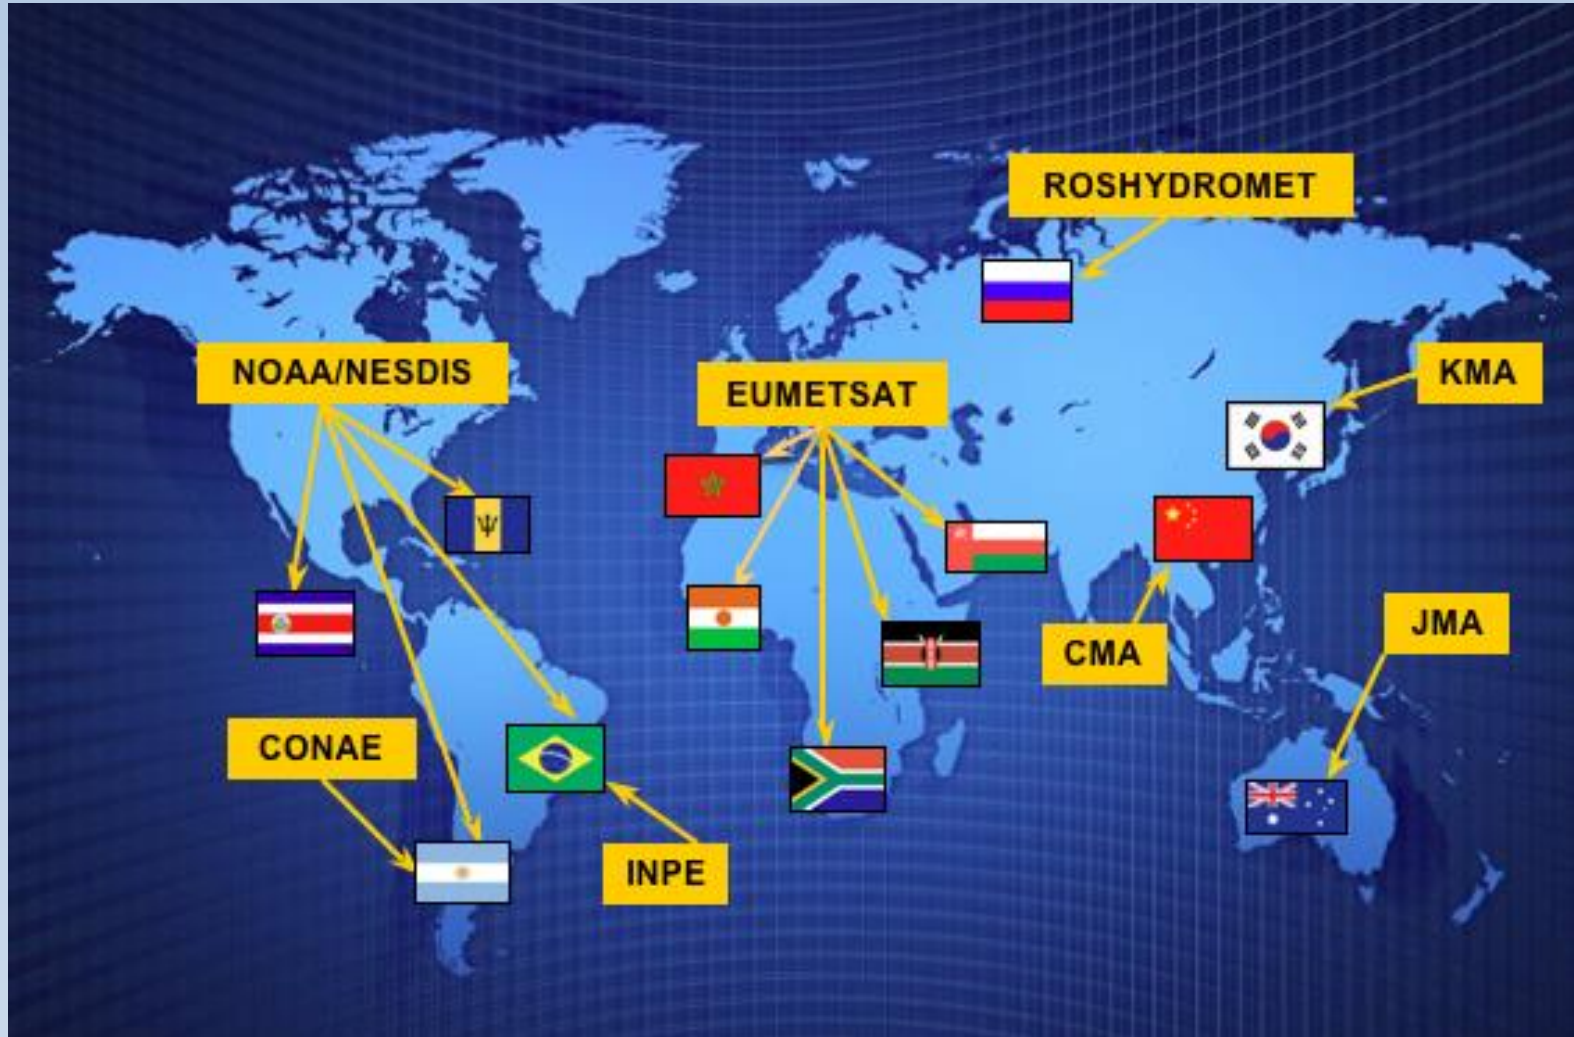 ROSHYDROMET
NOAA/NESDIS
EUMETSAT
KMA
CMA
JMA
CONAE
INPE